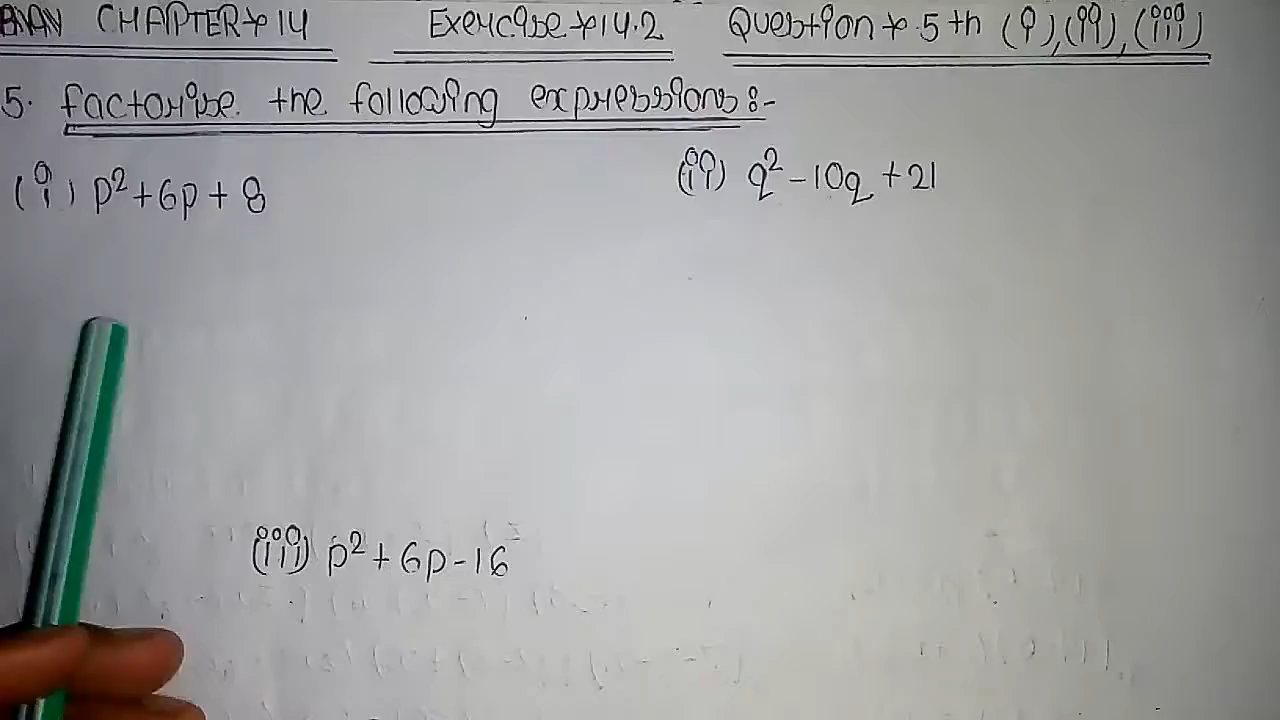 CHAPTER→14 Exercise→14.2 Question→5th (i),(ii),(iii)
5. factorise the following expressions:-
(i) p²+6p+8 (ii) q²-10q+21
(iii) p²+6p-16